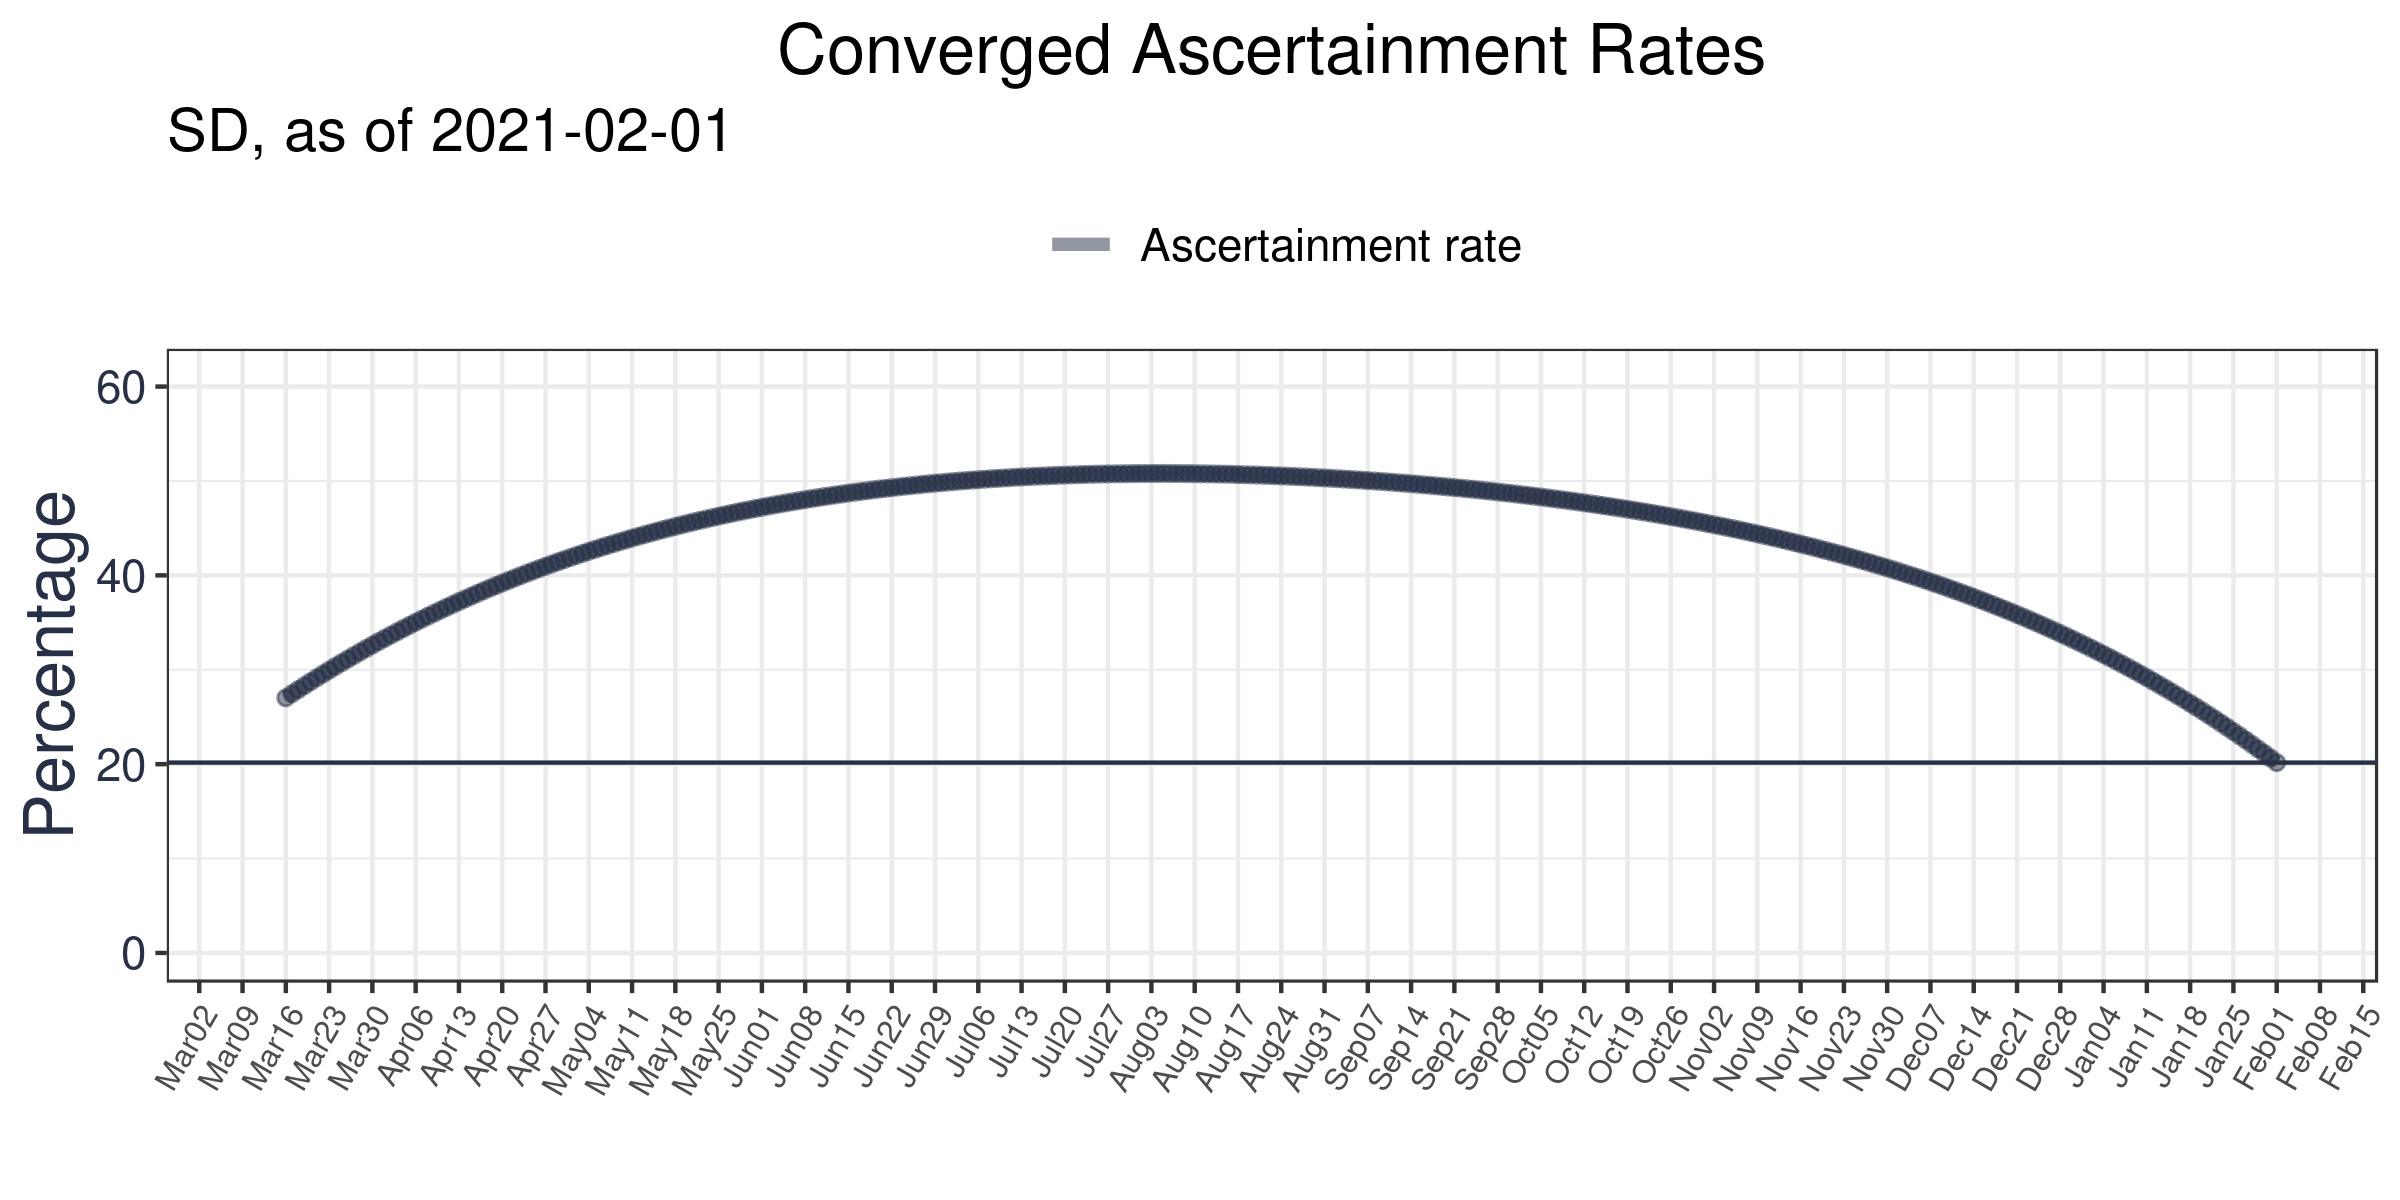 Converged Ascertainment Rates
SD, as of 2021-02-01
Ascertainment rate
Percentage
60
40
20
0
Mar02
Mar09
Mar16
Mar23
Mar30
Apr06
Apr13
Apr20
Apr27
May04
May11
May18
May25
Jun01
Jun08
Jun15
Jun22
Jun29
Jul06
Jul13
Jul20
Jul27
Aug03
Aug10
Aug17
Aug24
Aug31
Sep07
Sep14
Sep21
Sep28
Oct05
Oct12
Oct19
Oct26
Nov02
Nov09
Nov16
Nov23
Nov30
Dec07
Dec14
Dec21
Dec28
Jan04
Jan11
Jan18
Jan25
Feb01
Feb08
Feb15